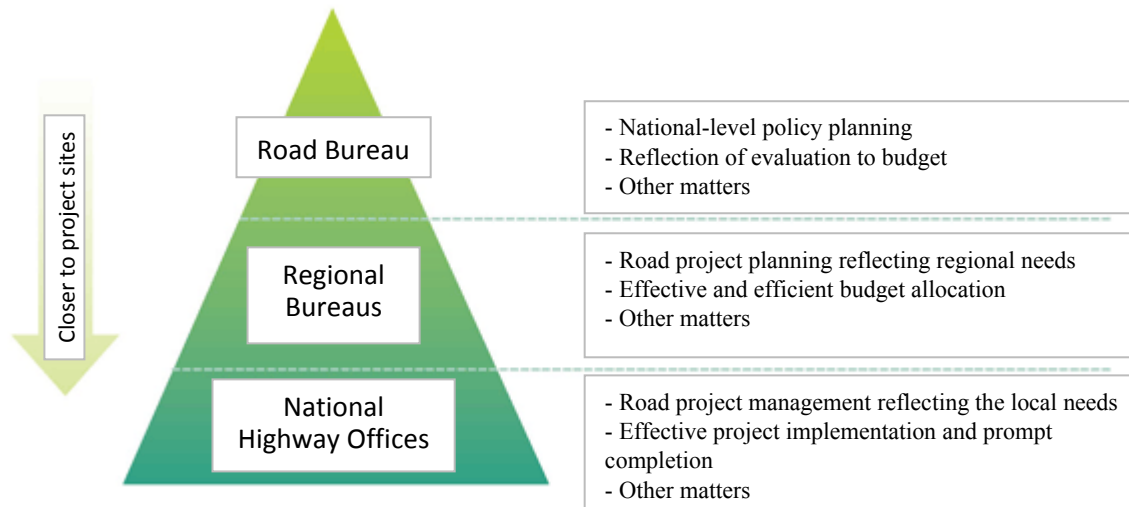 Closer to project sites
Road Bureau
- National-level policy planning
- Reflection of evaluation to budget
- Other matters
Regional
Bureaus
- Road project planning reflecting regional needs
- Effective and efficient budget allocation
- Other matters
National
Highway Offices
- Road project management reflecting the local needs
- Effective project implementation and prompt
completion
- Other matters